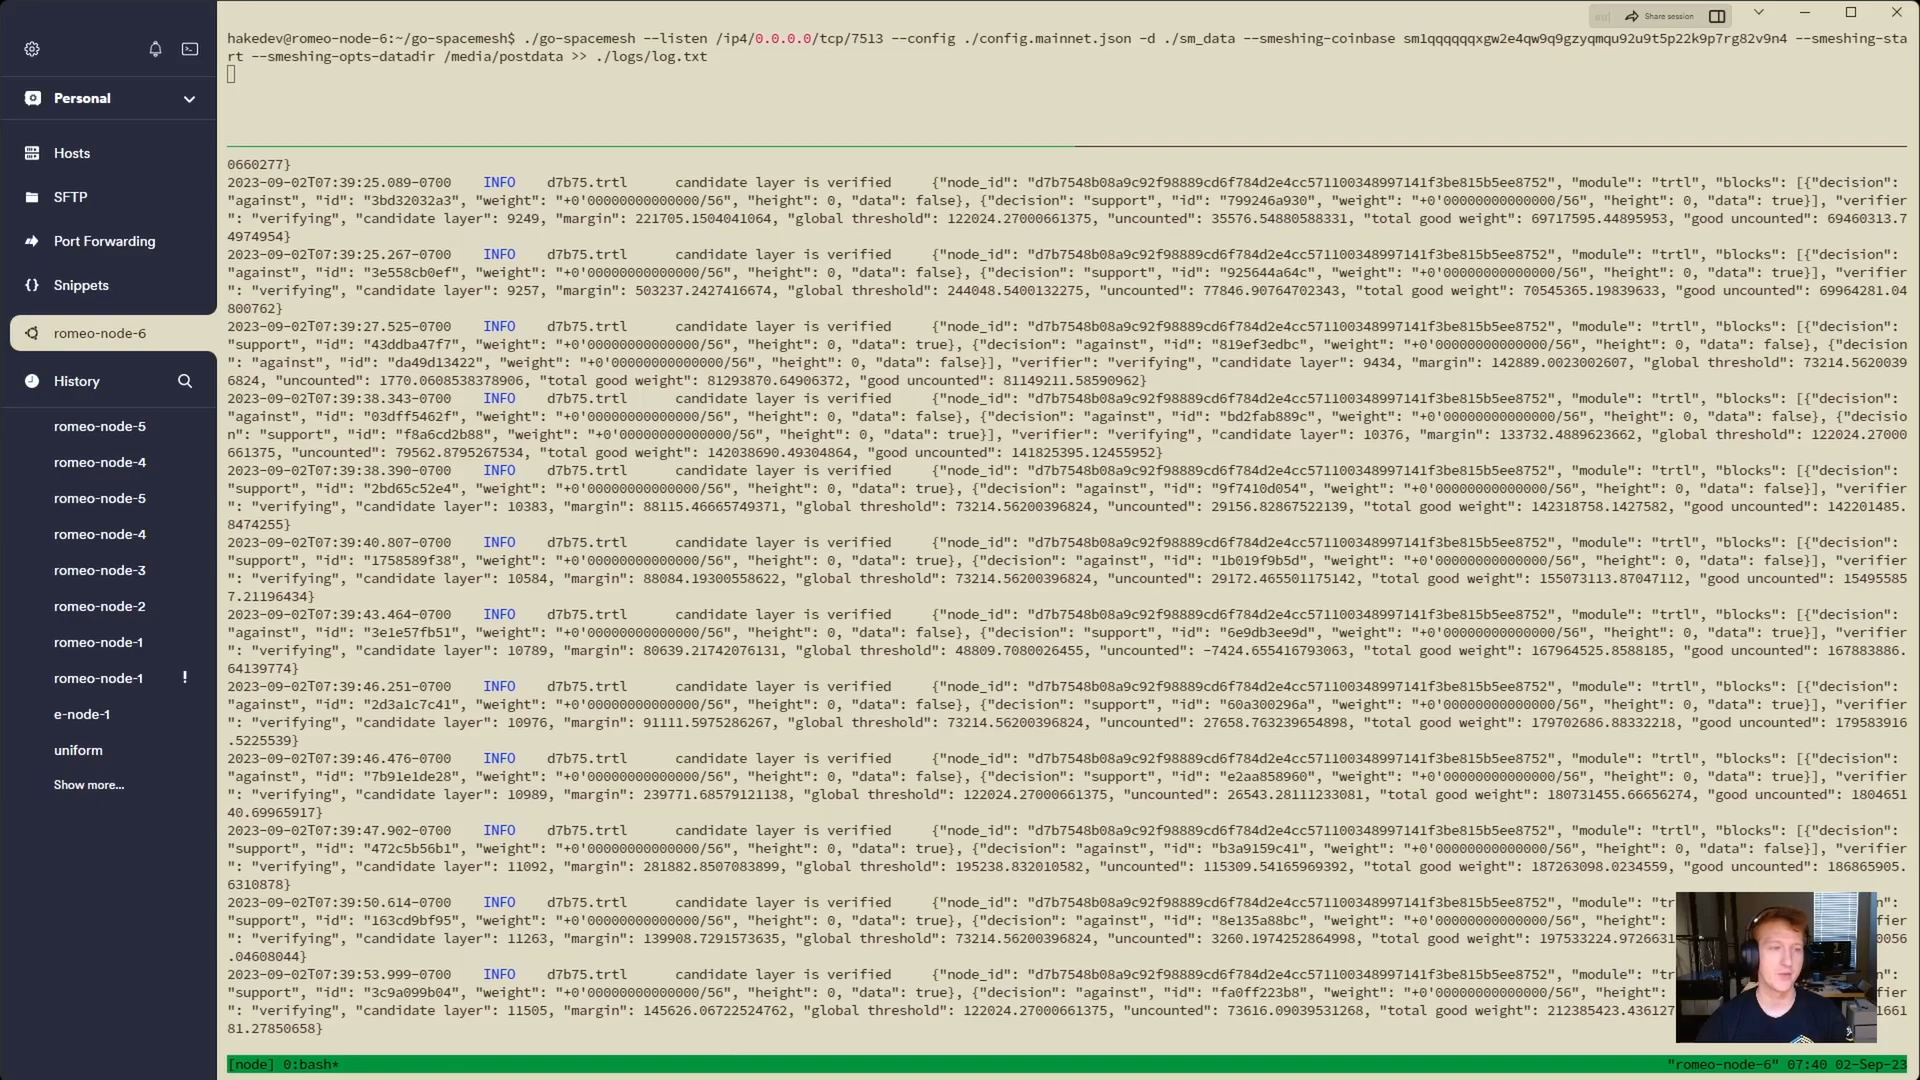 Share session
Personal
Hosts
SFTP
Port Forwarding
Snippets
romeo-node-6
History
romeo-node-5
romeo-node-4
romeo-node-5
romeo-node-4
romeo-node-3
romeo-node-2
romeo-node-1
romeo-node-1 !
e-node-1
uniform
Show more...
hakedev@romeo-node-6:~/go-spacemesh$ ./go-spacemesh --listen /ip4/0.0.0.0/tcp/7513 --config ./config.mainnet.json -d ./sm_data --smeshing-coinbase sm1qqqqqqxgw2e4qw9q9gzyqmqu92u9t5p22k9p7rg82v9n4 --smeshing-sta
rt --smeshing-opts-datadir /media/postdata >> ./logs/log.txt
0660277}
2023-09-02T07:39:25.089-0700 INFO d7b75.trtl candidate layer is verified {"node_id": "d7b7548b08a9c92f98889cd6f784d2e4cc571100348997141f3be815b5ee8752", "module": "trtl", "blocks": [{"decision":
"against", "id": "3bd32032a3", "weight": "+0'00000000000000/56", "height": 0, "data": false}, {"decision": "support", "id": "799246a930", "weight": "+0'00000000000000/56", "height": 0, "data": true}], "verifier
": "verifying", "candidate layer": 9249, "margin": 221705.1504041064, "global threshold": 122024.27000661375, "uncounted": 35576.54880588331, "total good weight": 69717595.44895953, "good uncounted": 69460313.7
4974954}
2023-09-02T07:39:25.267-0700 INFO d7b75.trtl candidate layer is verified {"node_id": "d7b7548b08a9c92f98889cd6f784d2e4cc571100348997141f3be815b5ee8752", "module": "trtl", "blocks": [{"decision":
"against", "id": "3e558cb0ef", "weight": "+0'00000000000000/56", "height": 0, "data": false}, {"decision": "support", "id": "925644a64c", "weight": "+0'00000000000000/56", "height": 0, "data": true}], "verifier
": "verifying", "candidate layer": 9257, "margin": 503237.2427416674, "global threshold": 244048.5400132275, "uncounted": 77846.90764702343, "total good weight": 70545365.19839633, "good uncounted": 69964281.04
800762}
2023-09-02T07:39:27.525-0700 INFO d7b75.trtl candidate layer is verified {"node_id": "d7b7548b08a9c92f98889cd6f784d2e4cc571100348997141f3be815b5ee8752", "module": "trtl", "blocks": [{"decision":
"support", "id": "43ddba47f7", "weight": "+0'00000000000000/56", "height": 0, "data": true}, {"decision": "against", "id": "819ef3edbc", "weight": "+0'00000000000000/56", "height": 0, "data": false}, {"decision
": "against", "id": "da49d13422", "weight": "+0'00000000000000/56", "height": 0, "data": false}], "verifier": "verifying", "candidate layer": 9434, "margin": 142889.0023002607, "global threshold": 73214.5620039
6824, "uncounted": 1770.0608538378906, "total good weight": 81293870.64906372, "good uncounted": 81149211.58590962}
2023-09-02T07:39:38.343-0700 INFO d7b75.trtl candidate layer is verified {"node_id": "d7b7548b08a9c92f98889cd6f784d2e4cc571100348997141f3be815b5ee8752", "module": "trtl", "blocks": [{"decision":
"against", "id": "03dff5462f", "weight": "+0'00000000000000/56", "height": 0, "data": false}, {"decision": "against", "id": "bd2fab889c", "weight": "+0'00000000000000/56", "height": 0, "data": false}, {"decisio
n": "support", "id": "f8a6cd2b88", "weight": "+0'00000000000000/56", "height": 0, "data": true}], "verifier": "verifying", "candidate layer": 10376, "margin": 133732.4889623662, "global threshold": 122024.27000
661375, "uncounted": 79562.8795267534, "total good weight": 142038690.49304864, "good uncounted": 141825395.12455952}
2023-09-02T07:39:38.390-0700 INFO d7b75.trtl candidate layer is verified {"node_id": "d7b7548b08a9c92f98889cd6f784d2e4cc571100348997141f3be815b5ee8752", "module": "trtl", "blocks": [{"decision":
"support", "id": "2bd65c52e4", "weight": "+0'00000000000000/56", "height": 0, "data": true}, {"decision": "against", "id": "9f7410d054", "weight": "+0'00000000000000/56", "height": 0, "data": false}], "verifier
": "verifying", "candidate layer": 10383, "margin": 88115.46665749371, "global threshold": 73214.56200396824, "uncounted": 29156.82867522139, "total good weight": 142318758.1427582, "good uncounted": 142201485.
8474255}
2023-09-02T07:39:40.807-0700 INFO d7b75.trtl candidate layer is verified {"node_id": "d7b7548b08a9c92f98889cd6f784d2e4cc571100348997141f3be815b5ee8752", "module": "trtl", "blocks": [{"decision":
"support", "id": "1758589f38", "weight": "+0'00000000000000/56", "height": 0, "data": true}, {"decision": "against", "id": "1b019f9b5d", "weight": "+0'00000000000000/56", "height": 0, "data": false}], "verifier
": "verifying", "candidate layer": 10584, "margin": 88084.19300558622, "global threshold": 73214.56200396824, "uncounted": 29172.465501175142, "total good weight": 155073113.87047112, "good uncounted": 15495585
7.21196434}
2023-09-02T07:39:43.464-0700 INFO d7b75.trtl candidate layer is verified {"node_id": "d7b7548b08a9c92f98889cd6f784d2e4cc571100348997141f3be815b5ee8752", "module": "trtl", "blocks": [{"decision":
"against", "id": "3e1e57fb51", "weight": "+0'00000000000000/56", "height": 0, "data": false}, {"decision": "support", "id": "6e9db3ee9d", "weight": "+0'00000000000000/56", "height": 0, "data": true}], "verifier
": "verifying", "candidate layer": 10789, "margin": 80639.21742076131, "global threshold": 48809.7080026455, "uncounted": -7424.655416793063, "total good weight": 167964525.8588185, "good uncounted": 167883886.
64139774}
2023-09-02T07:39:46.251-0700 INFO d7b75.trtl candidate layer is verified {"node_id": "d7b7548b08a9c92f98889cd6f784d2e4cc571100348997141f3be815b5ee8752", "module": "trtl", "blocks": [{"decision":
"against", "id": "2d3a1c7c41", "weight": "+0'00000000000000/56", "height": 0, "data": false}, {"decision": "support", "id": "60a300296a", "weight": "+0'00000000000000/56", "height": 0, "data": true}], "verifier
": "verifying", "candidate layer": 10976, "margin": 91111.5975286267, "global threshold": 73214.56200396824, "uncounted": 27658.763239654898, "total good weight": 179702686.88332218, "good uncounted": 179583916
.5225539}
2023-09-02T07:39:46.476-0700 INFO d7b75.trtl candidate layer is verified {"node_id": "d7b7548b08a9c92f98889cd6f784d2e4cc571100348997141f3be815b5ee8752", "module": "trtl", "blocks": [{"decision":
"against", "id": "7b91e1de28", "weight": "+0'00000000000000/56", "height": 0, "data": false}, {"decision": "support", "id": "e2aa858960", "weight": "+0'00000000000000/56", "height": 0, "data": true}], "verifier
": "verifying", "candidate layer": 10989, "margin": 239771.68579121138, "global threshold": 122024.27000661375, "uncounted": 26543.28111233081, "total good weight": 180731455.66656274, "good uncounted": 1804651
40.69965917}
2023-09-02T07:39:47.902-0700 INFO d7b75.trtl candidate layer is verified {"node_id": "d7b7548b08a9c92f98889cd6f784d2e4cc571100348997141f3be815b5ee8752", "module": "trtl", "blocks": [{"decision":
"support", "id": "472c5b56b1", "weight": "+0'00000000000000/56", "height": 0, "data": true}, {"decision": "against", "id": "b3a9159c41", "weight": "+0'00000000000000/56", "height": 0, "data": false}], "verifier
": "verifying", "candidate layer": 11092, "margin": 281882.8507083899, "global threshold": 195238.832010582, "uncounted": 115309.54165969392, "total good weight": 187263098.0234559, "good uncounted": 186865905.
6310878}
2023-09-02T07:39:50.614-0700 INFO d7b75.trtl candidate layer is verified {"node_id": "d7b7548b08a9c92f98889cd6f784d2e4cc571100348997141f3be815b5ee8752", "module": "tr n":
"support", "id": "163cd9bf95", "weight": "+0'00000000000000/56", "height": 0, "data": true}, {"decision": "against", "id": "8e135a88bc", "weight": "+0'00000000000000/56", "height": fier
": "verifying", "candidate layer": 11263, "margin": 139908.7291573635, "global threshold": 73214.56200396824, "uncounted": 3260.1974252864998, "total good weight": 197533224.9726631 0056
.04608044}
2023-09-02T07:39:53.999-0700 INFO d7b75.trtl candidate layer is verified {"node_id": "d7b7548b08a9c92f98889cd6f784d2e4cc571100348997141f3be815b5ee8752", "module": "tr n":
"support", "id": "3c9a099b04", "weight": "+0'00000000000000/56", "height": 0, "data": true}, {"decision": "against", "id": "fa0ff223b8", "weight": "+0'00000000000000/56", "height": fier
": "verifying", "candidate layer": 11505, "margin": 145626.06722524762, "global threshold": 122024.27000661375, "uncounted": 73616.09039531268, "total good weight": 212385423.436127 1661
81.27850658}
[node] 0:bash* "romeo-node-6" 07:40 02-Sep-23